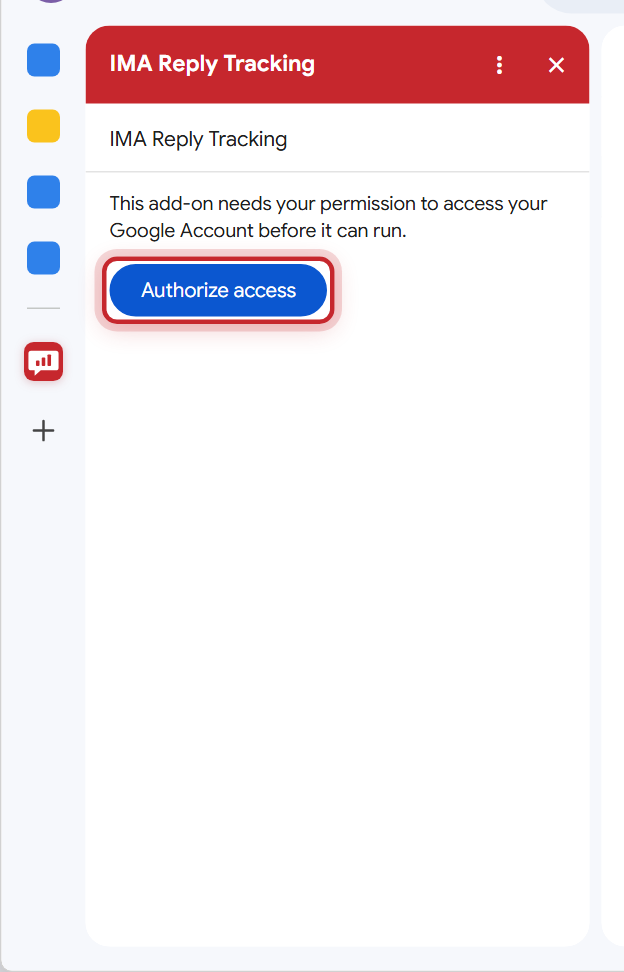 IMA Reply Tracking
IMA Reply Tracking
This add-on needs your permission to access your
Google Account before it can run.
Authorize access